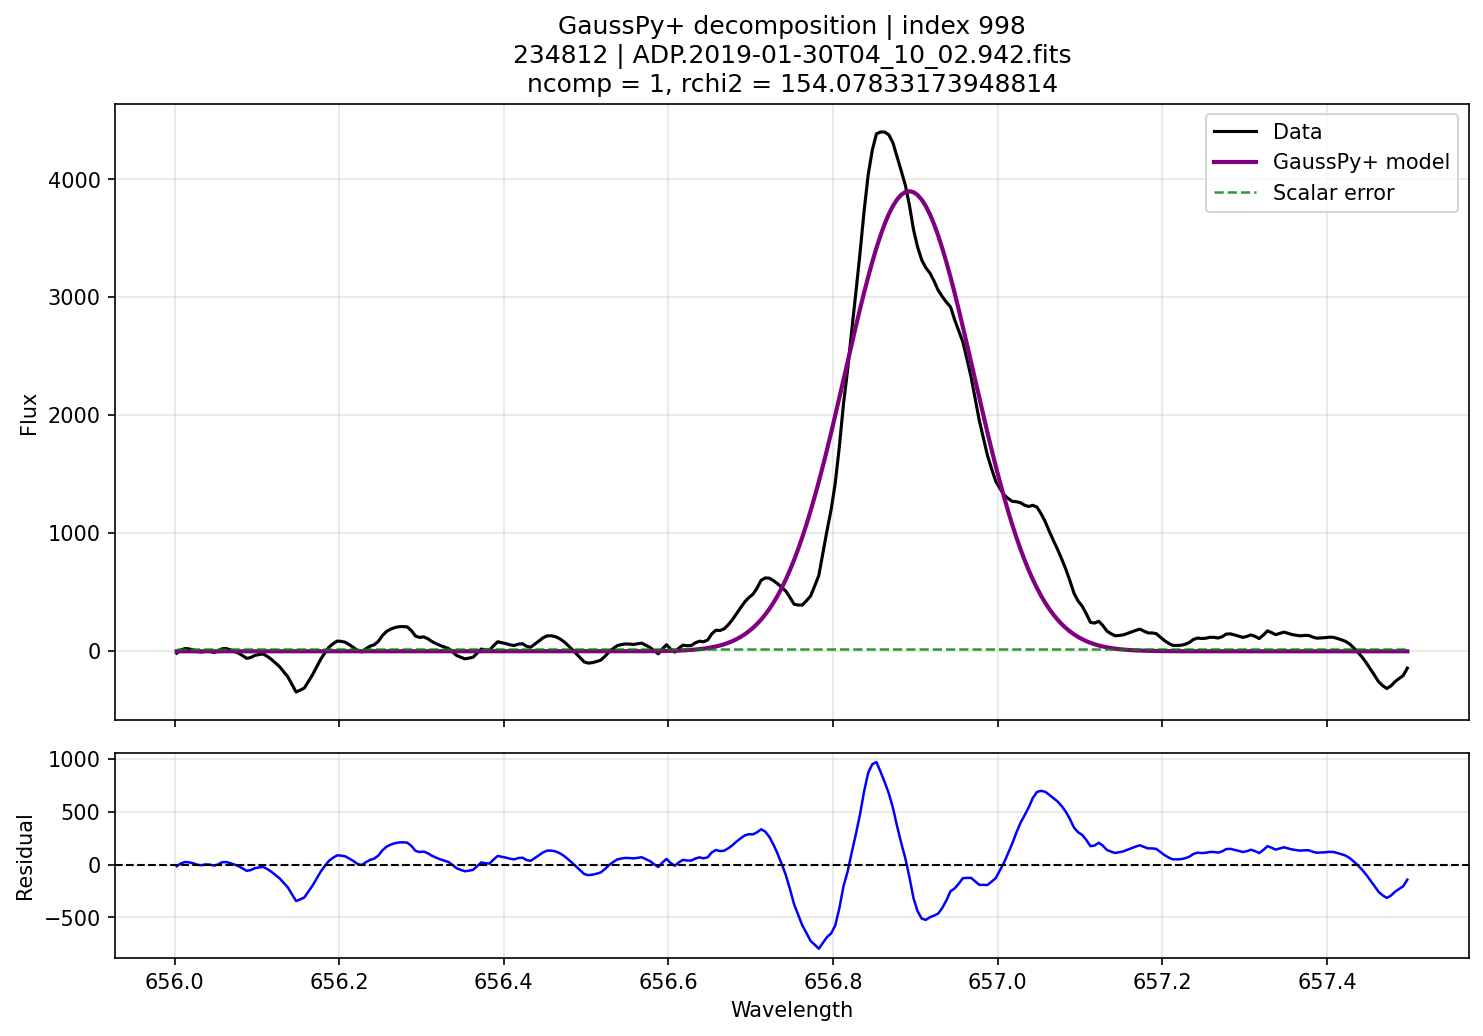 GaussPy+ decomposition | index 998
234812 | ADP.2019-01-30T04_10_02.942.fits
ncomp = 1, rchi2 = 154.07833173948814
Data
GaussPy+ model
Scalar error
4000
3000
2000
1000
0
Flux
1000
500
0
−500
Residual
656.0 656.2 656.4 656.6 656.8 657.0 657.2 657.4
Wavelength